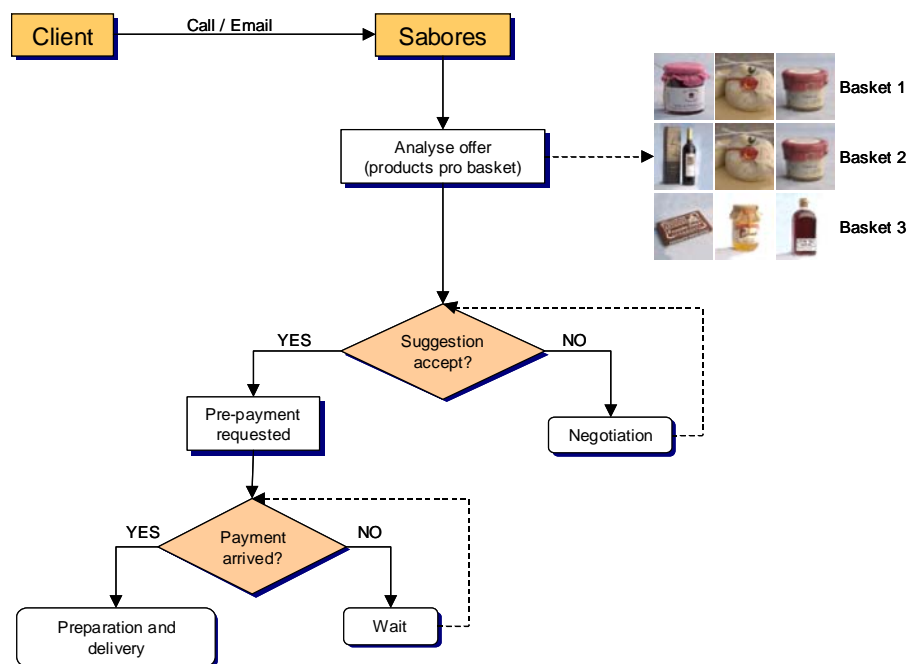 Client
Call / Email
Sabores
Basket 1
Analyse offer
(products pro basket)
Basket 2
Basket 3
YES
Suggestion
accept?
NO
Pre-payment
requested
Negotiation
YES
Payment
arrived?
NO
Preparation and
delivery
Wait